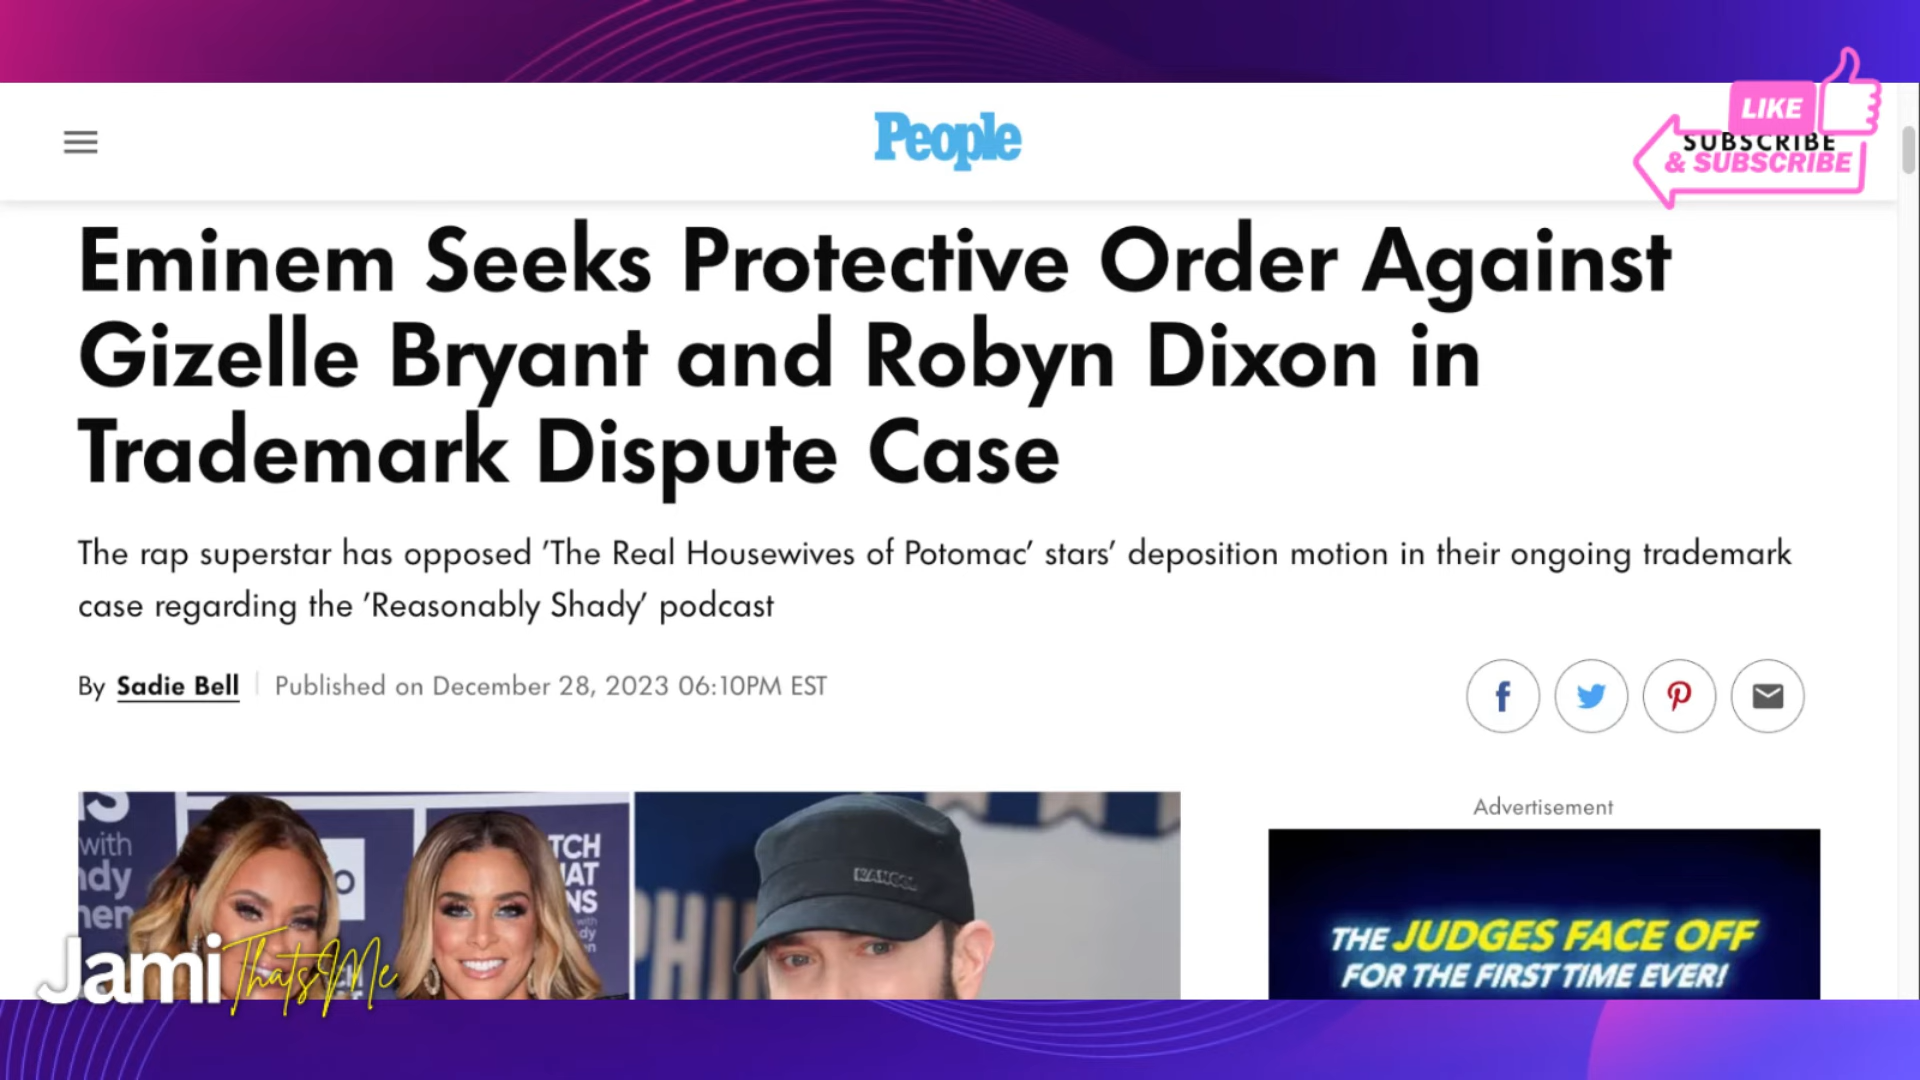 People
LIKE
SUBSCRIBE
& SUBSCRIBE
Eminem Seeks Protective Order Against
Gizelle Bryant and Robyn Dixon in
Trademark Dispute Case
The rap superstar has opposed ‘The Real Housewives of Potomac’ stars’ deposition motion in their ongoing trademark
case regarding the ‘Reasonably Shady’ podcast
By Sadie Bell | Published on December 28, 2023 06:10PM EST
Advertisement
with
KANGOL
THE JUDGES FACE OFF
FOR THE FIRST TIME EVER!
Jami That'sMe